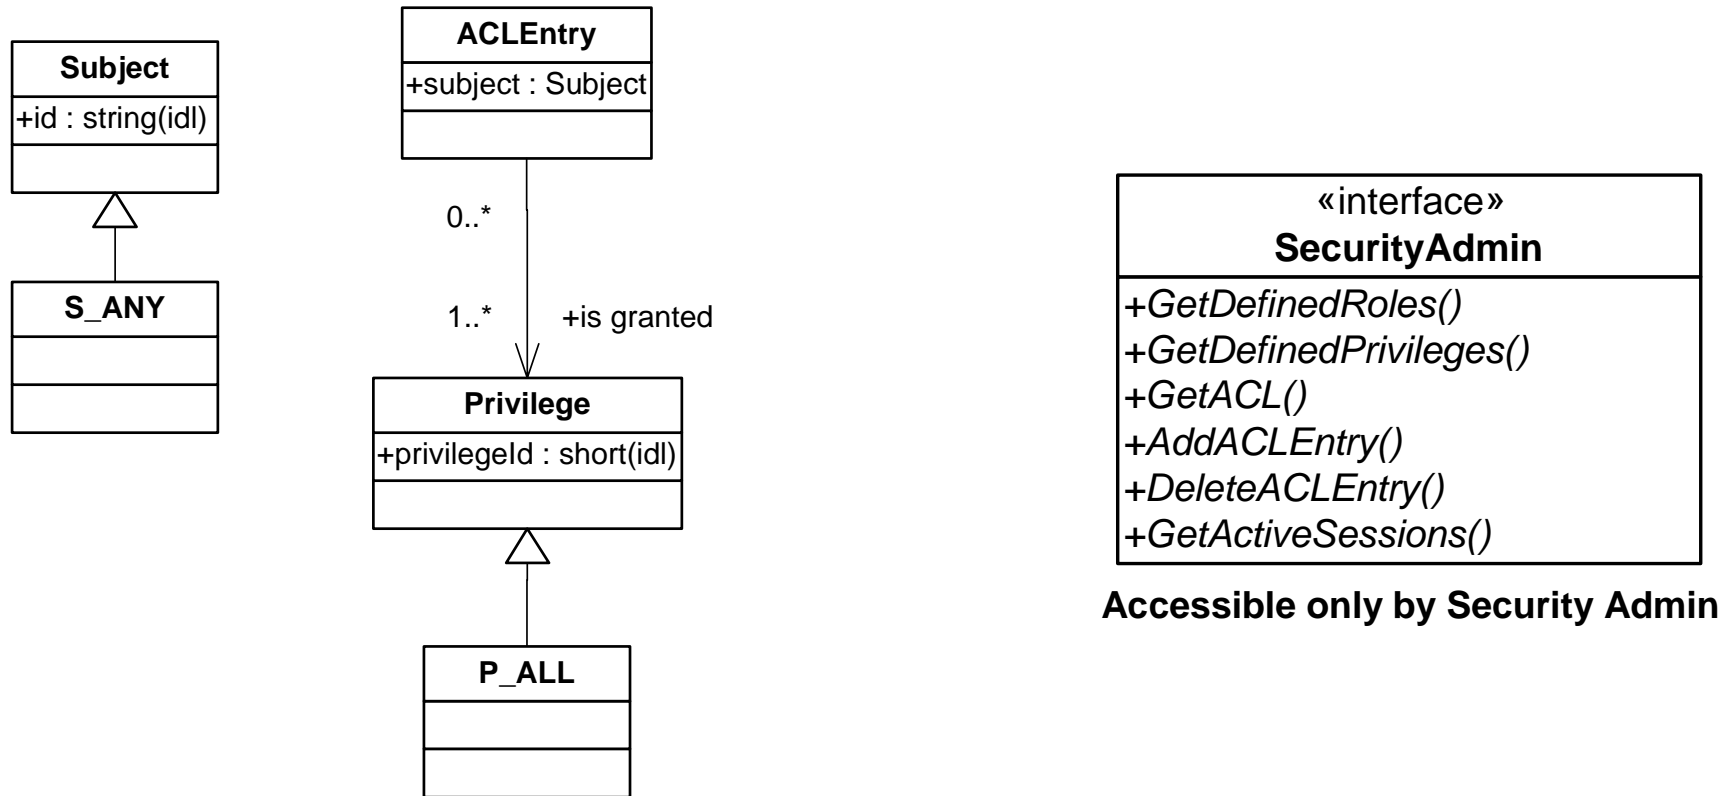 Subject
+id : string(idl)
S_ANY
ACLEntry
+subject : Subject
0..*
1..*
+is granted
Privilege
+privilegeId : short(idl)
P_ALL
«interface»
SecurityAdmin
+GetDefinedRoles()
+GetDefinedPrivileges()
+GetACL()
+AddACLEntry()
+DeleteACLEntry()
+GetActiveSessions()
Accessible only by Security Admin